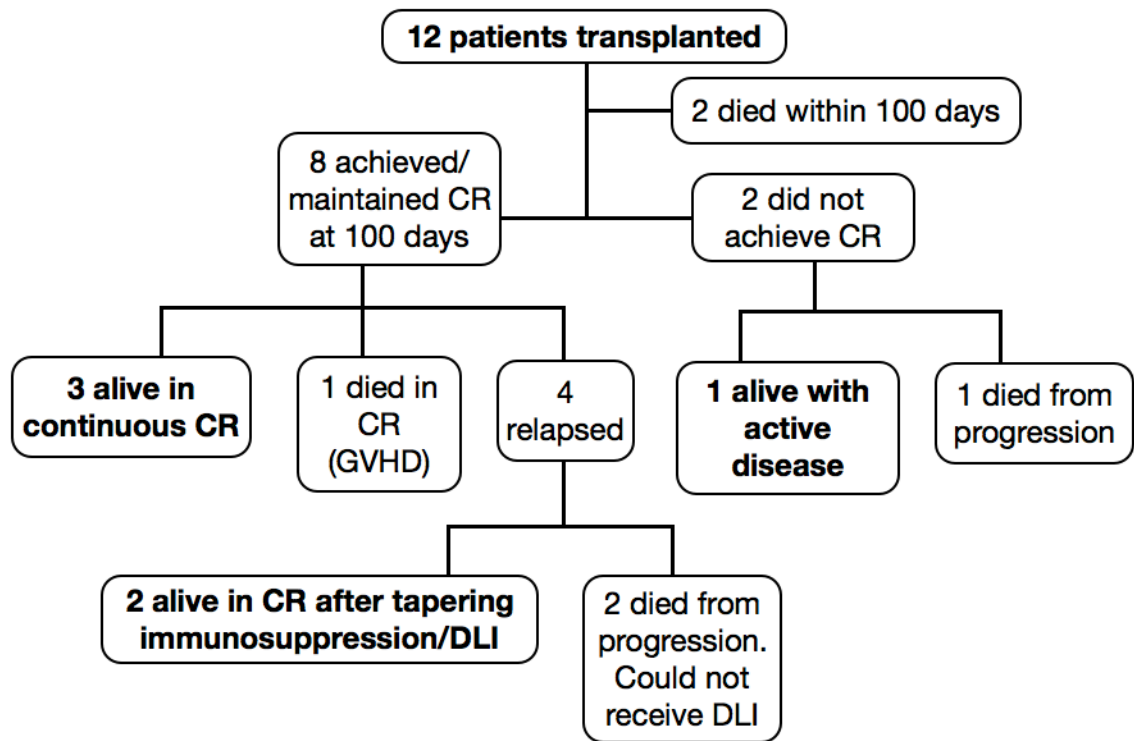 12 patients transplanted
2 died within 100 days
8 achieved/
maintained CR
at 100 days
2 did not
achieve CR
3 alive in
continuous CR
1 died in
CR
(GVHD)
4
relapsed
1 alive with
active
disease
1 died from
progression
2 alive in CR after tapering
immunosuppression/DLI
2 died from
progression.
Could not
receive DLI